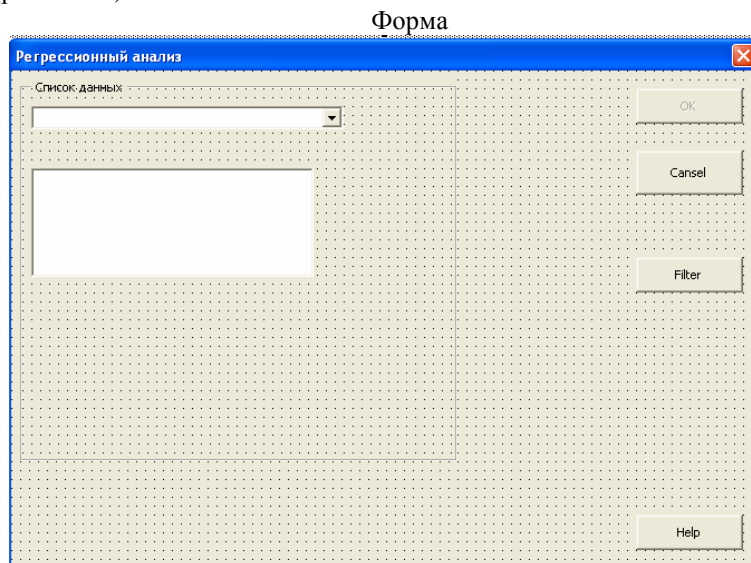 Форма
Регрессионный анализ
Список данных
OK
Cansel
Filter
Help